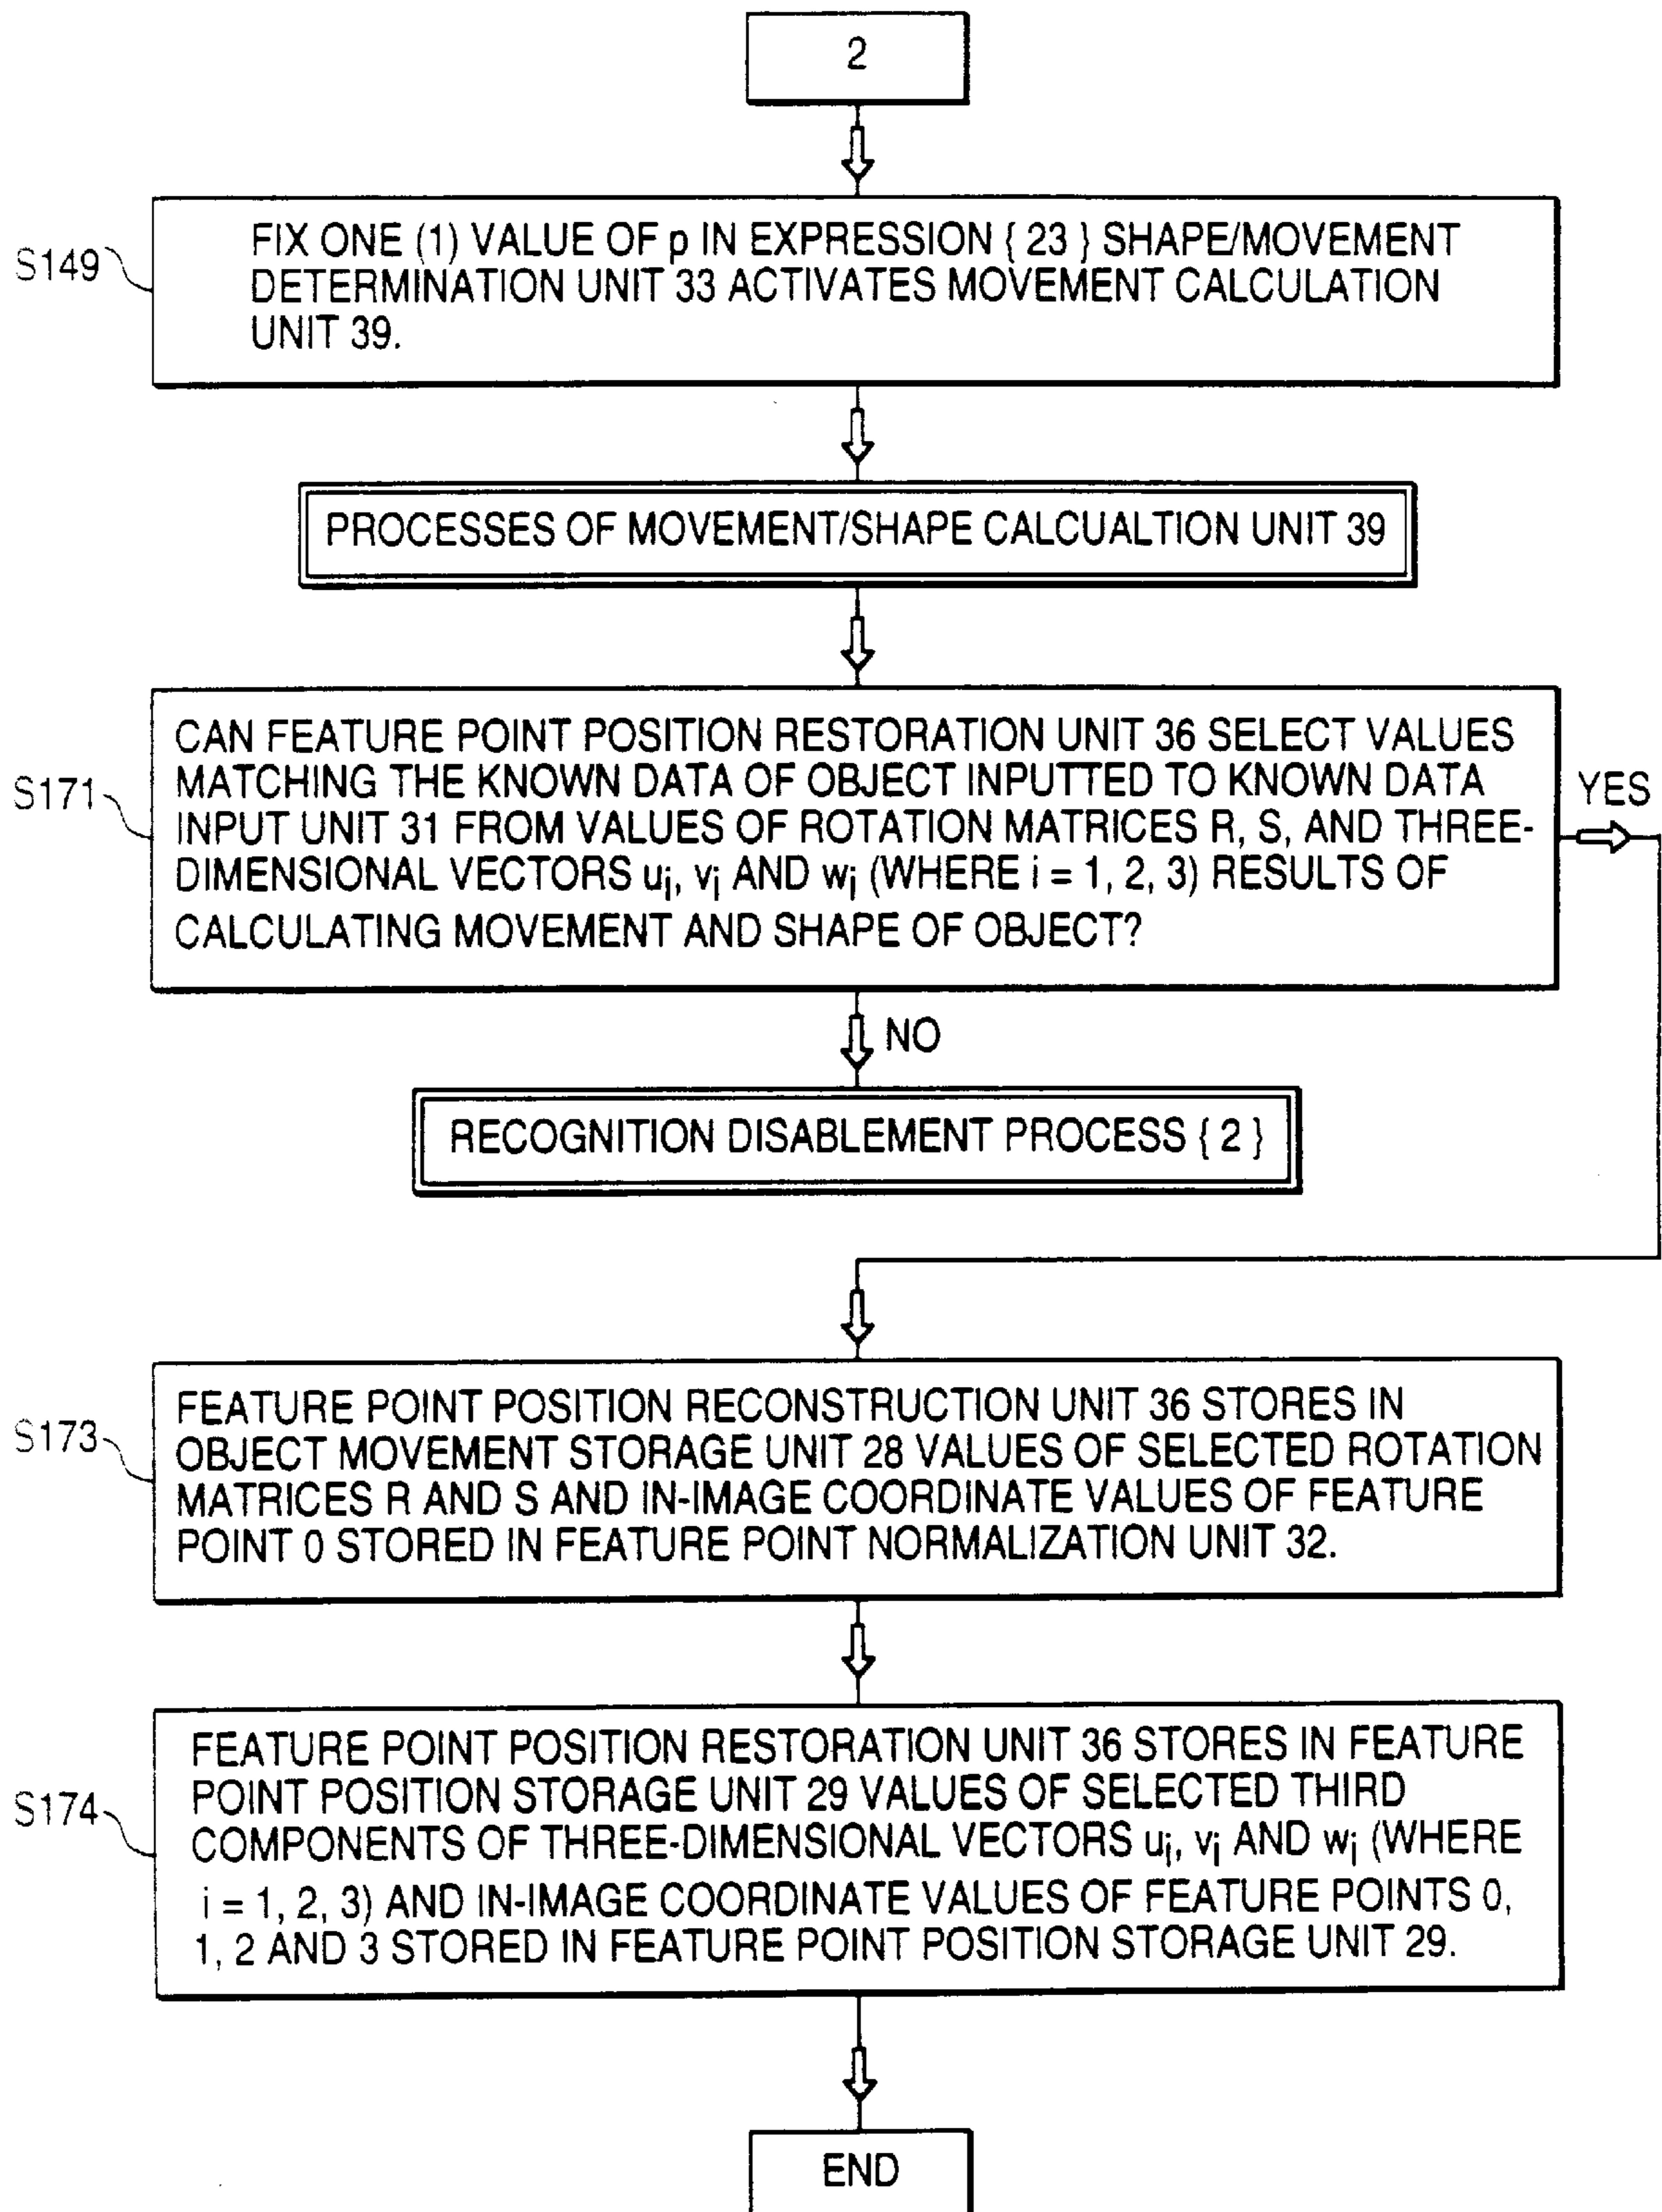 2
S149
FIX ONE (1) VALUE OF p IN EXPRESSION { 23 } SHAPE/MOVEMENT
DETERMINATION UNIT 33 ACTIVATES MOVEMENT CALCULATION
UNIT 39.
PROCESSES OF MOVEMENT/SHAPE CALCUALTION UNIT 39
S171
CAN FEATURE POINT POSITION RESTORATION UNIT 36 SELECT VALUES
MATCHING THE KNOWN DATA OF OBJECT INPUTTED TO KNOWN DATA
INPUT UNIT 31 FROM VALUES OF ROTATION MATRICES R, S, AND THREE-
DIMENSIONAL VECTORS ui, vi AND wi (WHERE i = 1, 2, 3) RESULTS OF
CALCULATING MOVEMENT AND SHAPE OF OBJECT?
YES
NO
RECOGNITION DISABLEMENT PROCESS { 2 }
S173
FEATURE POINT POSITION RECONSTRUCTION UNIT 36 STORES IN
OBJECT MOVEMENT STORAGE UNIT 28 VALUES OF SELECTED ROTATION
MATRICES R AND S AND IN-IMAGE COORDINATE VALUES OF FEATURE
POINT 0 STORED IN FEATURE POINT NORMALIZATION UNIT 32.
S174
FEATURE POINT POSITION RESTORATION UNIT 36 STORES IN FEATURE
POINT POSITION STORAGE UNIT 29 VALUES OF SELECTED THIRD
COMPONENTS OF THREE-DIMENSIONAL VECTORS ui, vi AND wi (WHERE
i = 1, 2, 3) AND IN-IMAGE COORDINATE VALUES OF FEATURE POINTS 0,
1, 2 AND 3 STORED IN FEATURE POINT POSITION STORAGE UNIT 29.
END